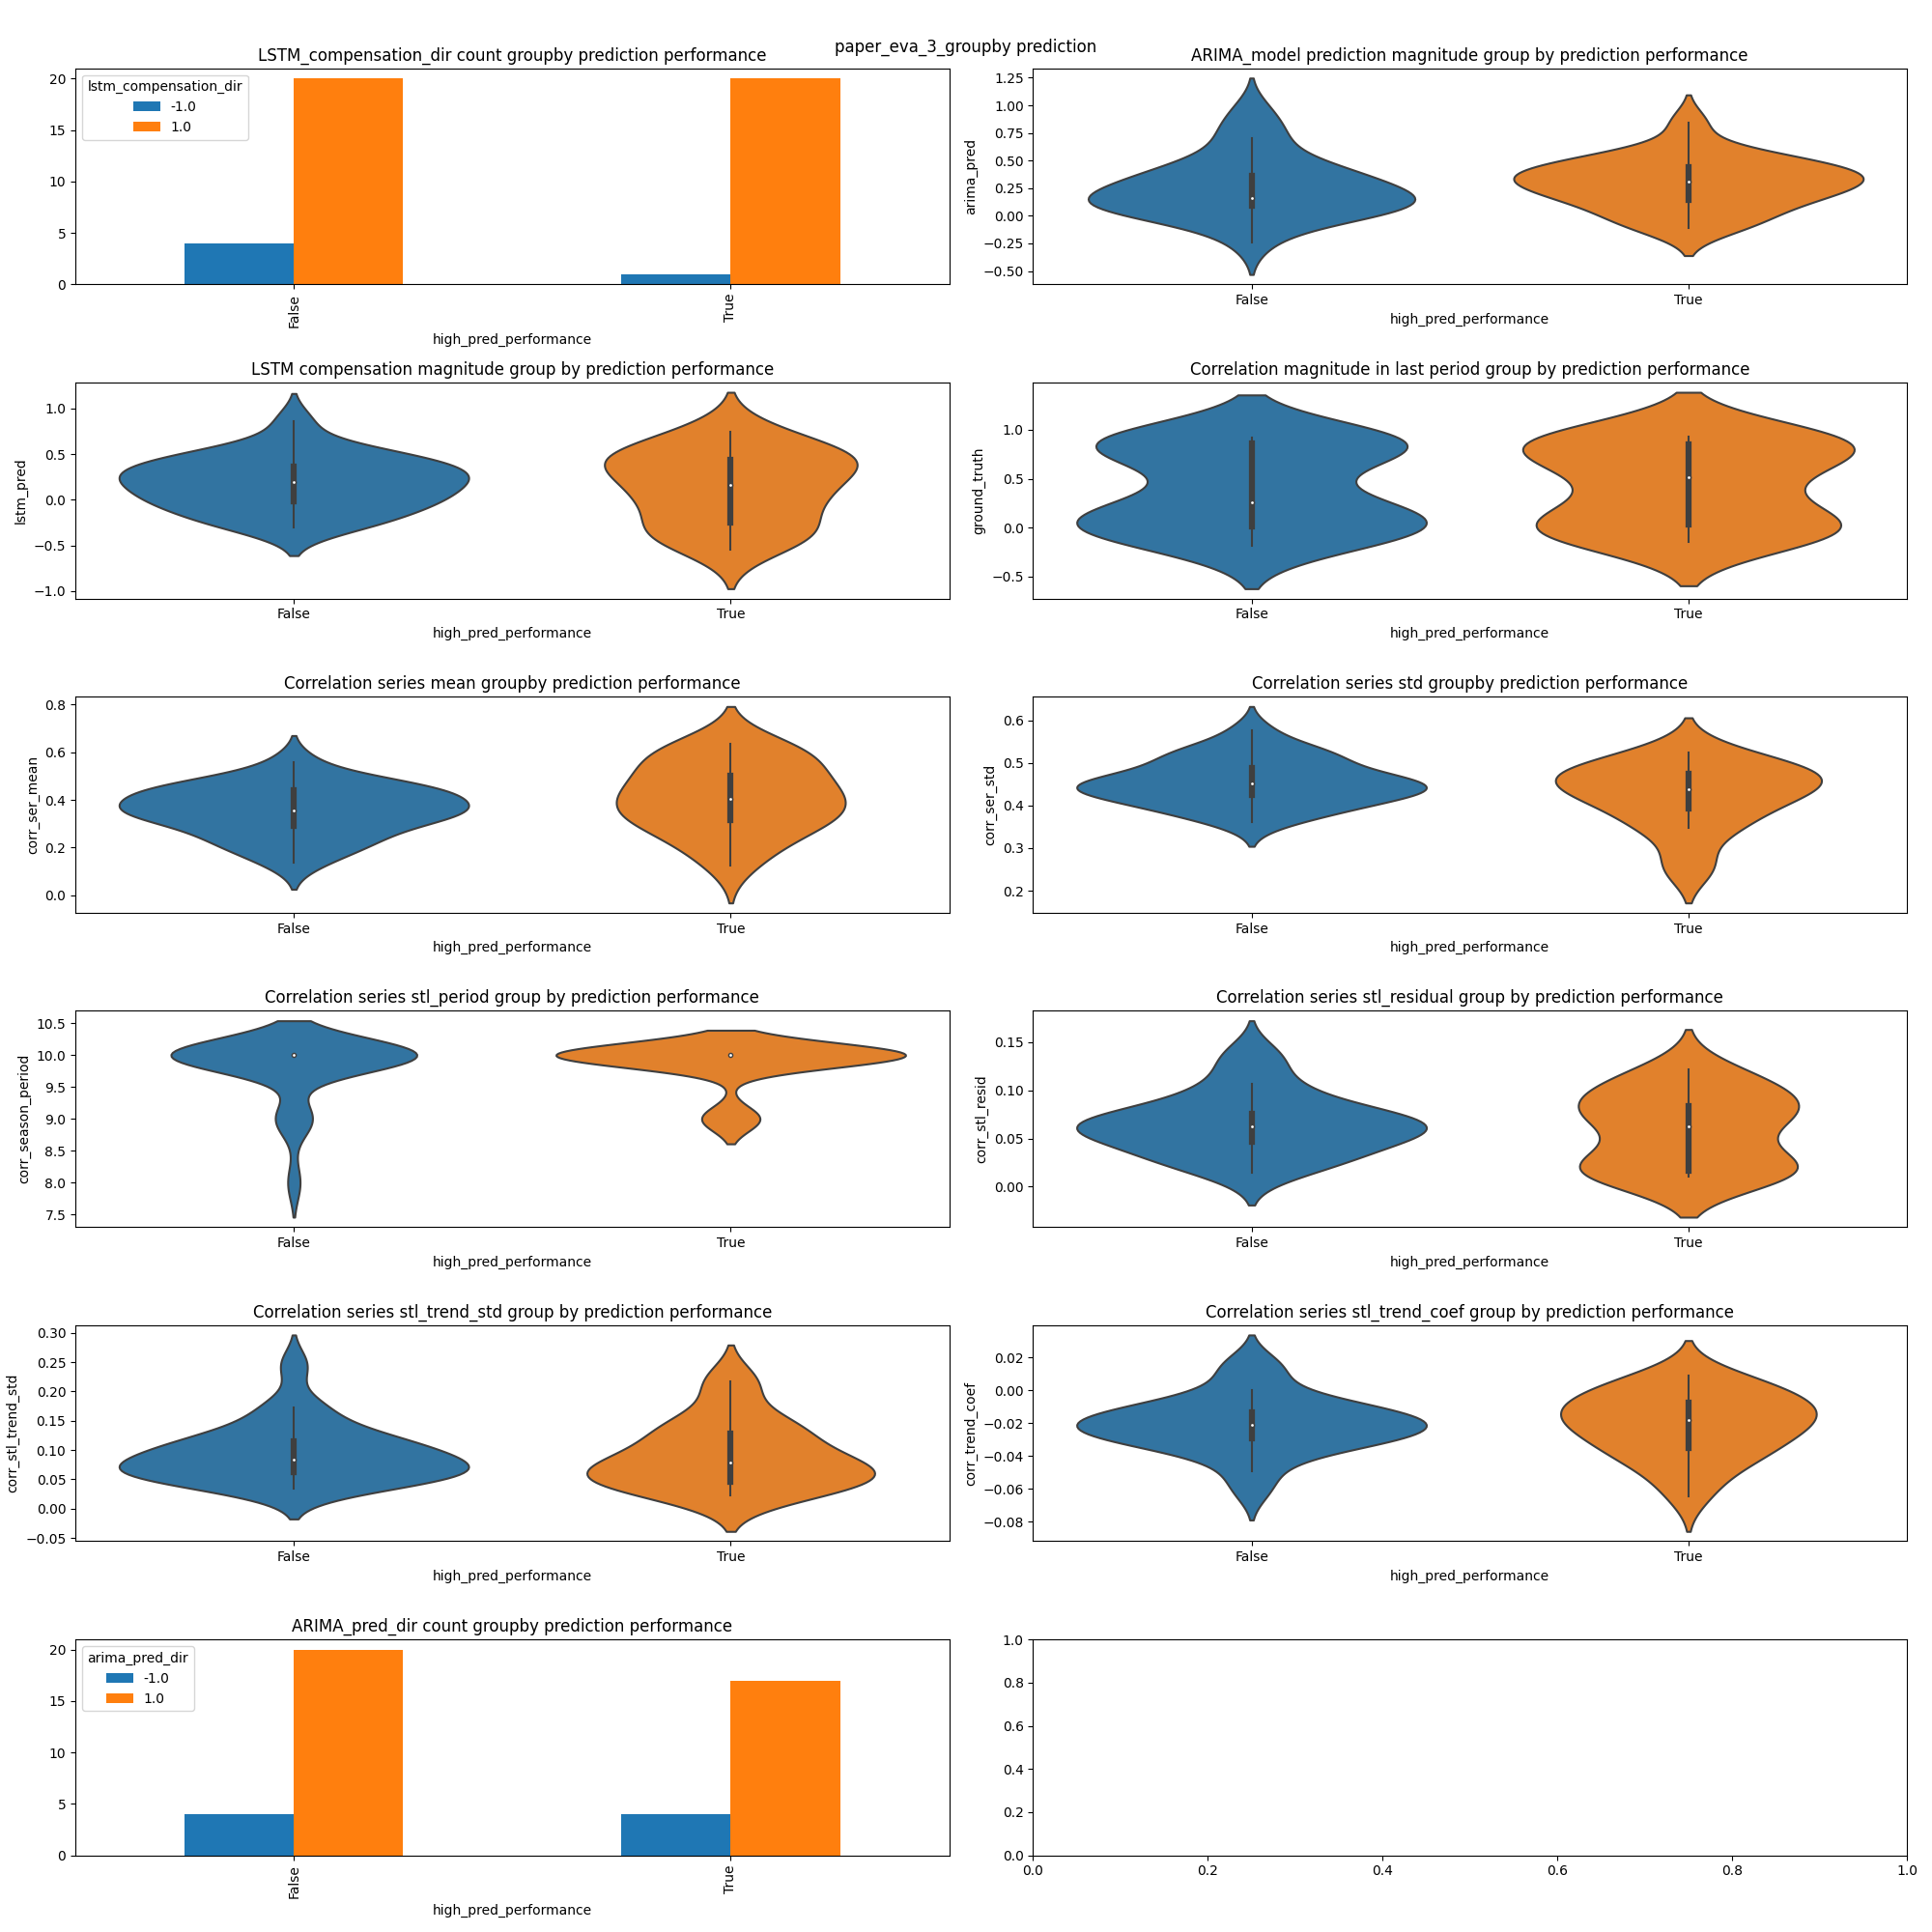 paper_eva_3_groupby prediction
LSTM_compensation_dir count groupby prediction performance
20
15
10
5
0
lstm_compensation_dir
-1.0
1.0
False
True
high_pred_performance
ARIMA_model prediction magnitude group by prediction performance
arima_pred
1.25
1.00
0.75
0.50
0.25
0.00
−0.25
−0.50
False
True
high_pred_performance
LSTM compensation magnitude group by prediction performance
lstm_pred
1.0
0.5
0.0
−0.5
−1.0
False
True
high_pred_performance
Correlation magnitude in last period group by prediction performance
ground_truth
1.0
0.5
0.0
−0.5
False
True
high_pred_performance
Correlation series mean groupby prediction performance
corr_ser_mean
0.8
0.6
0.4
0.2
0.0
False
True
high_pred_performance
Correlation series std groupby prediction performance
corr_ser_std
0.6
0.5
0.4
0.3
0.2
False
True
high_pred_performance
Correlation series stl_period group by prediction performance
corr_season_period
10.5
10.0
9.5
9.0
8.5
8.0
7.5
False
True
high_pred_performance
Correlation series stl_residual group by prediction performance
corr_stl_resid
0.15
0.10
0.05
0.00
False
True
high_pred_performance
Correlation series stl_trend_std group by prediction performance
corr_stl_trend_std
0.30
0.25
0.20
0.15
0.10
0.05
0.00
−0.05
False
True
high_pred_performance
Correlation series stl_trend_coef group by prediction performance
corr_trend_coef
0.02
0.00
−0.02
−0.04
−0.06
−0.08
False
True
high_pred_performance
ARIMA_pred_dir count groupby prediction performance
20
15
10
5
0
arima_pred_dir
-1.0
1.0
False
True
high_pred_performance
1.0
0.8
0.6
0.4
0.2
0.0
0.0
0.2
0.4
0.6
0.8
1.0